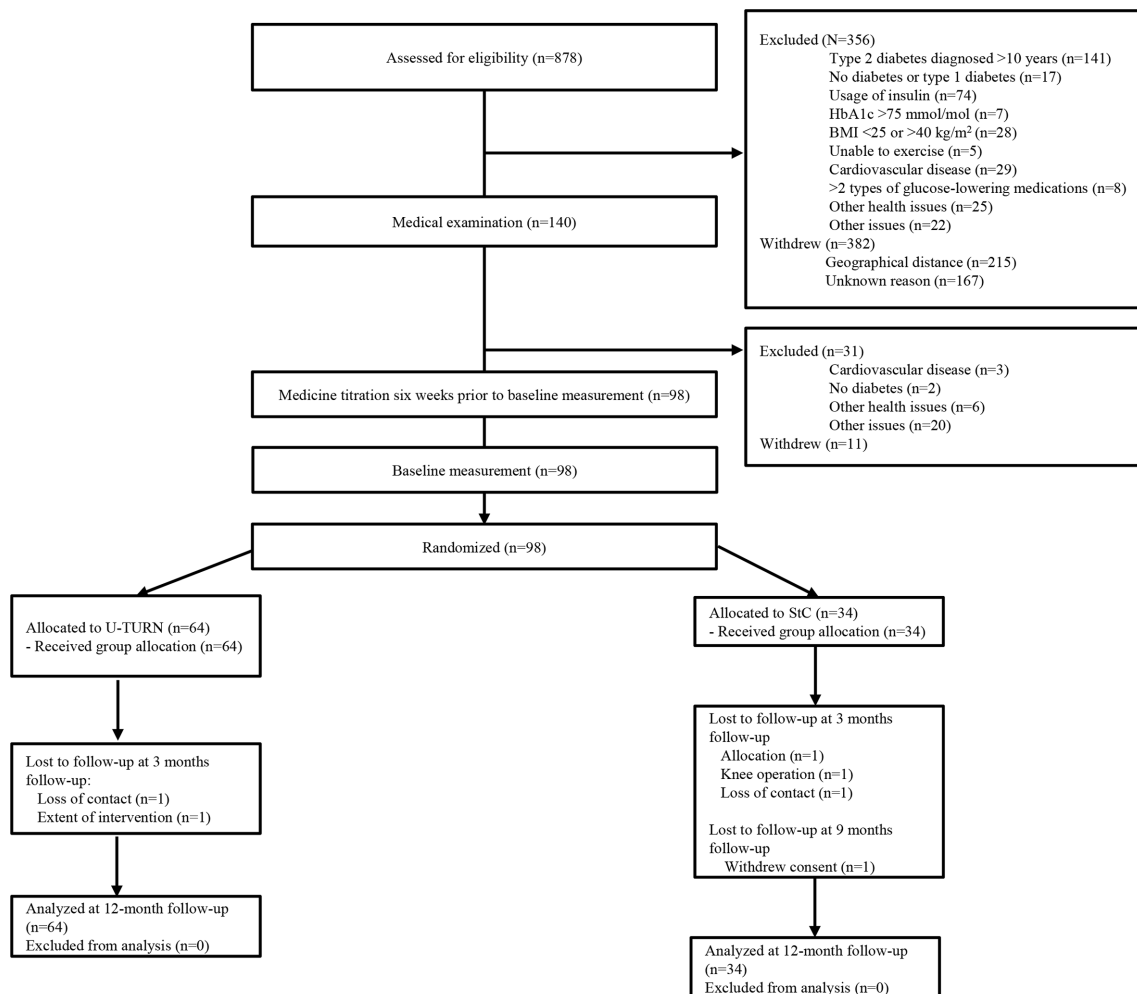 Assessed for eligibility (n=878)
Excluded (N=356)
Type 2 diabetes diagnosed >10 years (n=141)
No diabetes or type 1 diabetes (n=17)
Usage of insulin (n=74)
HbA1c >75 mmol/mol (n=7)
BMI <25 or >40 kg/m² (n=28)
Unable to exercise (n=5)
Cardiovascular disease (n=29)
>2 types of glucose-lowering medications (n=8)
Other health issues (n=25)
Other issues (n=22)
Withdrew (n=382)
Geographical distance (n=215)
Unknown reason (n=167)
Medical examination (n=140)
Excluded (n=31)
Cardiovascular disease (n=3)
No diabetes (n=2)
Other health issues (n=6)
Other issues (n=20)
Withdrew (n=11)
Medicine titration six weeks prior to baseline measurement (n=98)
Baseline measurement (n=98)
Randomized (n=98)
Allocated to U-TURN (n=64)
- Received group allocation (n=64)
Lost to follow-up at 3 months
follow-up:
Loss of contact (n=1)
Extent of intervention (n=1)
Analyzed at 12-month follow-up
(n=64)
Excluded from analysis (n=0)
Allocated to StC (n=34)
- Received group allocation (n=34)
Lost to follow-up at 3 months
follow-up
Allocation (n=1)
Knee operation (n=1)
Loss of contact (n=1)
Lost to follow-up at 9 months
follow-up
Withdrew consent (n=1)
Analyzed at 12-month follow-up
(n=34)
Excluded from analysis (n=0)